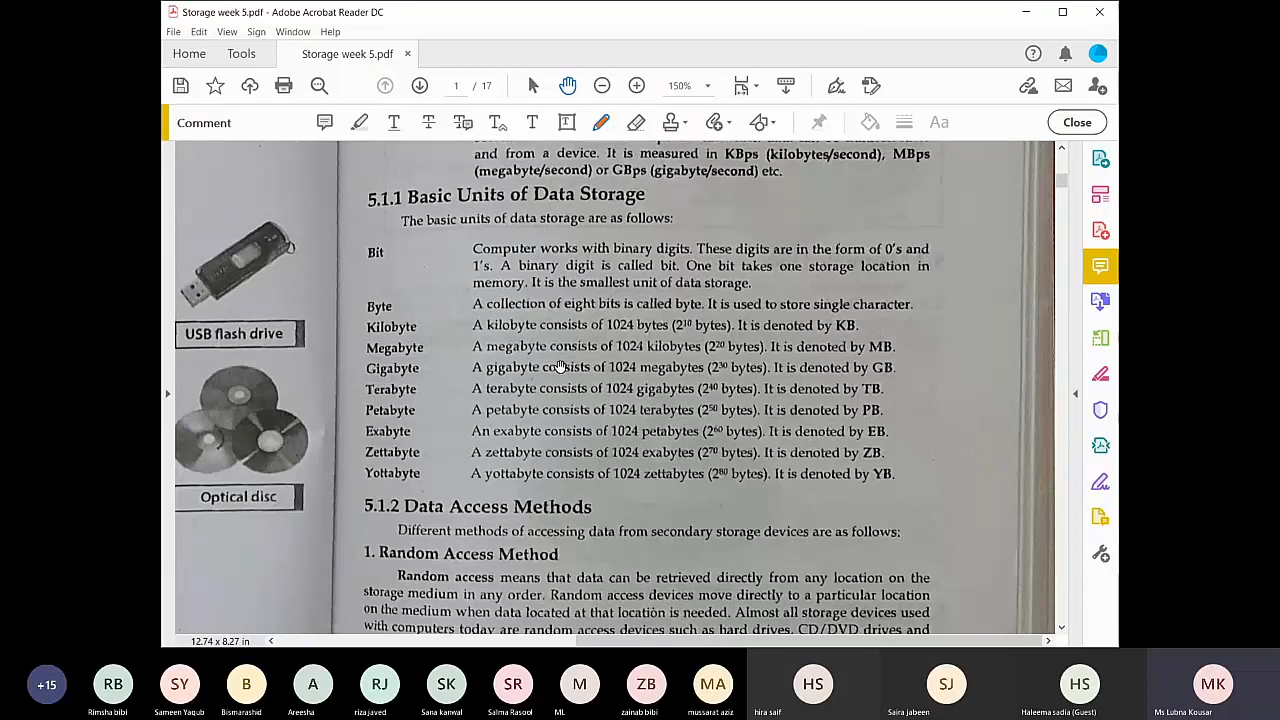 Storage week 5.pdf - Adobe Acrobat Reader DC
File Edit View Sign Window Help
Home Tools Storage week 5.pdf ×
1 / 17 150%
Comment Close
and from a device. It is measured in KBps (kilobytes/second), MBps
(megabyte/second) or GBps (gigabyte/second) etc.
5.1.1 Basic Units of Data Storage
The basic units of data storage are as follows:
Bit Computer works with binary digits. These digits are in the form of 0's and
1's. A binary digit is called bit. One bit takes one storage location in
memory. It is the smallest unit of data storage.
Byte A collection of eight bits is called byte. It is used to store single character.
Kilobyte A kilobyte consists of 1024 bytes (2¹⁰ bytes). It is denoted by KB.
Megabyte A megabyte consists of 1024 kilobytes (2²⁰ bytes). It is denoted by MB.
Gigabyte A gigabyte consists of 1024 megabytes (2³⁰ bytes). It is denoted by GB.
Terabyte A terabyte consists of 1024 gigabytes (2⁴⁰ bytes). It is denoted by TB.
Petabyte A petabyte consists of 1024 terabytes (2⁵⁰ bytes). It is denoted by PB.
Exabyte An exabyte consists of 1024 petabytes (2⁶⁰ bytes). It is denoted by EB.
Zettabyte A zettabyte consists of 1024 exabytes (2⁷⁰ bytes). It is denoted by ZB.
Yottabyte A yottabyte consists of 1024 zettabytes (2⁸⁰ bytes). It is denoted by YB.
USB flash drive
Optical disc
5.1.2 Data Access Methods
Different methods of accessing data from secondary storage devices are as follows:
1. Random Access Method
Random access means that data can be retrieved directly from any location on the
storage medium in any order. Random access devices move directly to a particular location
on the medium when data located at that location is needed. Almost all storage devices used
with computers today are random access devices such as hard drives, CD/DVD drives and
12.74 x 8.27 in
+15 RB SY B A RJ SK SR M ZB MA HS SJ HS MK
Rimsha bibi Sameen Yaqub Bismarashid Areesha riza javed Sana kanwal Salma Rasool ML zainab bibi mussarat aziz hira saif Saira jabeen Haleema sadia (Guest) Ms Lubna Kousar